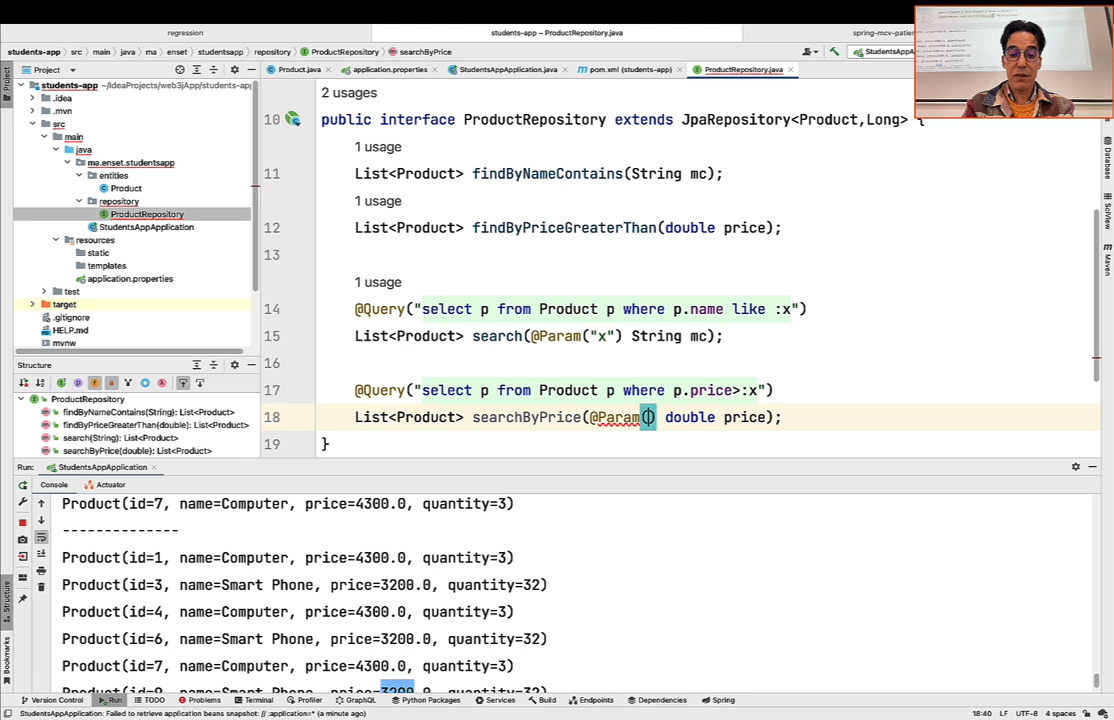 regression
students-app – ProductRepository.java
spring-mcv-patie
students-app
src
main
java
ma
enset
studentsapp
repository
ProductRepository
searchByPrice
StudentsAp
Project
Product.java
application.properties
StudentsAppApplication.java
pom.xml (students-app)
ProductRepository.java
students-app ~/IdeaProjects/web3jApp/students-ap
.idea
.mvn
src
main
java
ma.enset.studentsapp
entities
Product
repository
ProductRepository
StudentsAppApplication
resources
static
templates
application.properties
test
target
.gitignore
HELP.md
mvnw
2 usages
10 public interface ProductRepository extends JpaRepository<Product,Long> {
1 usage
11 List<Product> findByNameContains(String mc);
1 usage
12 List<Product> findByPriceGreaterThan(double price);
13
1 usage
14 @Query("select p from Product p where p.name like :x")
15 List<Product> search(@Param("x") String mc);
16
17 @Query("select p from Product p where p.price>:x")
18 List<Product> searchByPrice(@Param() double price);
19 }
Structure
ProductRepository
findByNameContains(String): List<Product>
findByPriceGreaterThan(double): List<Product>
search(String): List<Product>
searchByPrice(double): List<Product>
Project
Structure
Bookmarks
Database
SciView
Maven
Run:
StudentsAppApplication
Console
Actuator
Product(id=7, name=Computer, price=4300.0, quantity=3)
--------------
Product(id=1, name=Computer, price=4300.0, quantity=3)
Product(id=3, name=Smart Phone, price=3200.0, quantity=32)
Product(id=4, name=Computer, price=4300.0, quantity=3)
Product(id=6, name=Smart Phone, price=3200.0, quantity=32)
Product(id=7, name=Computer, price=4300.0, quantity=3)
Product(id=9, name=Smart Phone, price=3200.0, quantity=32)
Version Control
Run
TODO
Problems
Terminal
Profiler
GraphQL
Python Packages
Services
Build
Endpoints
Dependencies
Spring
StudentsAppApplication: Failed to retrieve application beans snapshot: // :application=* (a minute ago)
18:40 LF UTF-8 4 spaces